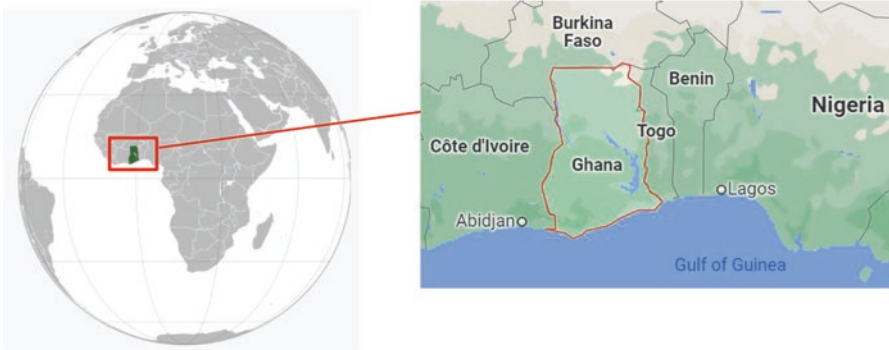 Burkina
Faso
Benin
Nigeria
Togo
Côte d'Ivoire
Ghana
Lagos
Abidjan
Gulf of Guinea